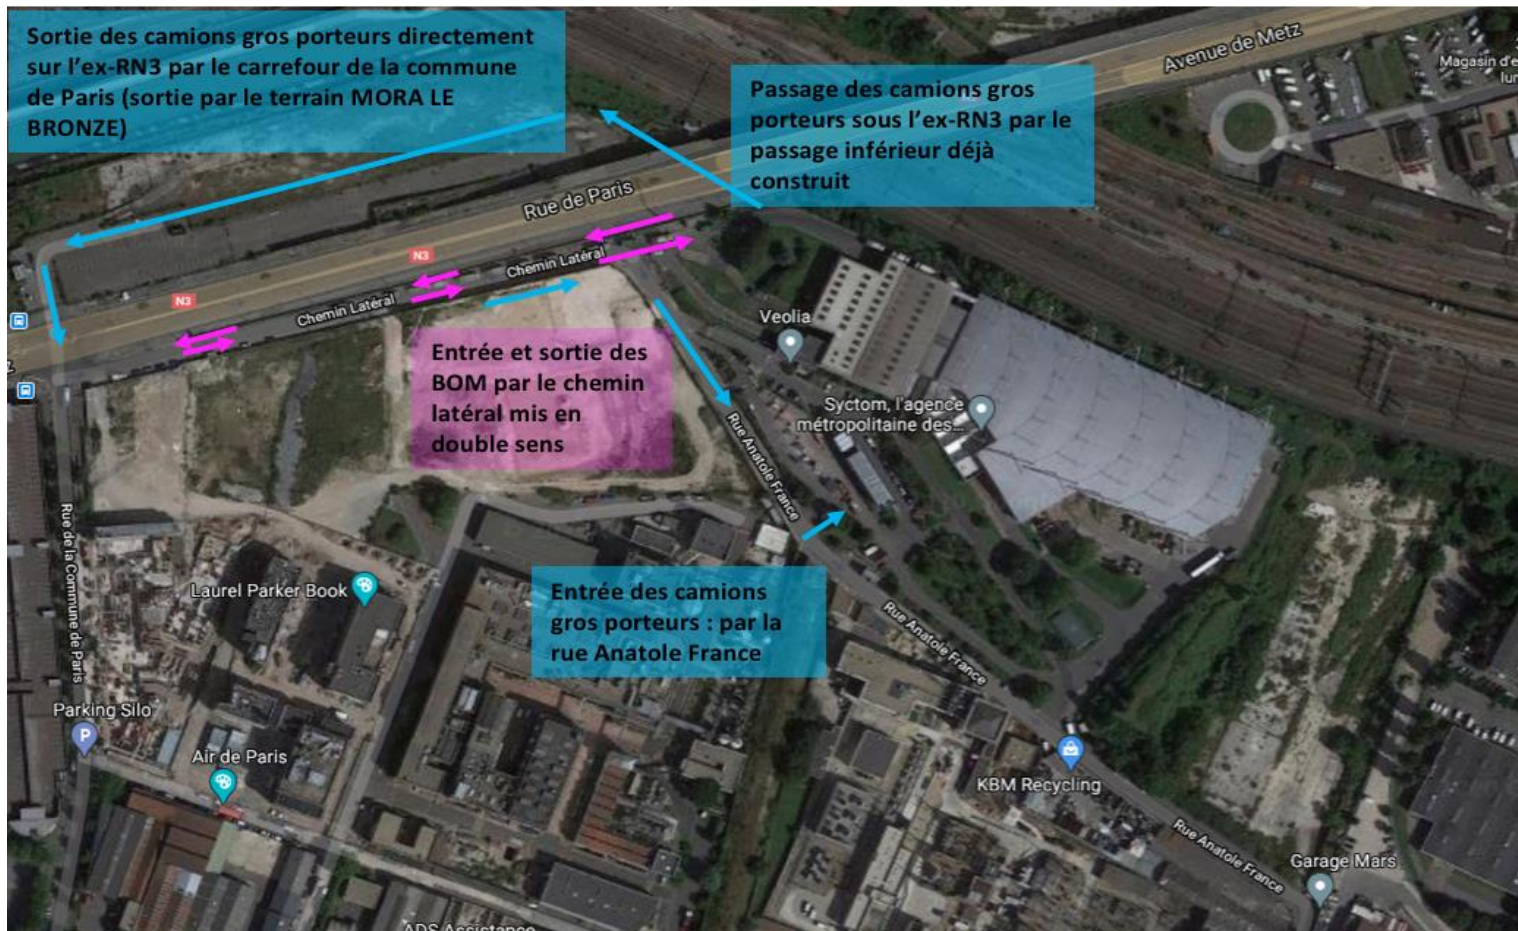 Sortie des camions gros porteurs directement
sur l’ex-RN3 par le carrefour de la commune
de Paris (sortie par le terrain MORA LE
BRONZE)
Avenue de Metz
Magasin d'e
Passage des camions gros
porteurs sous l’ex-RN3 par le
passage inférieur déjà
construit
Rue de Paris
N3
Chemin Latéral
N3
Chemin Latéral
Veolia
Entrée et sortie des
BOM par le chemin
latéral mis en
double sens
Syctom, l'agence
métropolitaine des...
Rue Anatole France
Rue de la Commune de Paris
Laurel Parker Book
Entrée des camions
gros porteurs : par la
rue Anatole France
Rue Anatole France
Parking Silo
P
Air de Paris
KBM Recycling
Rue Anatole France
Garage Mars
ADS Assistance